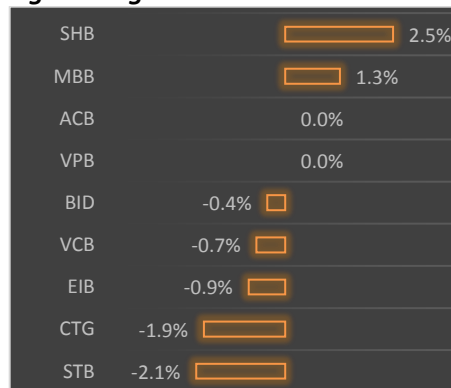 SHB 2.5%
MBB 1.3%
ACB 0.0%
VPB 0.0%
BID -0.4%
VCB -0.7%
EIB -0.9%
CTG -1.9%
STB -2.1%